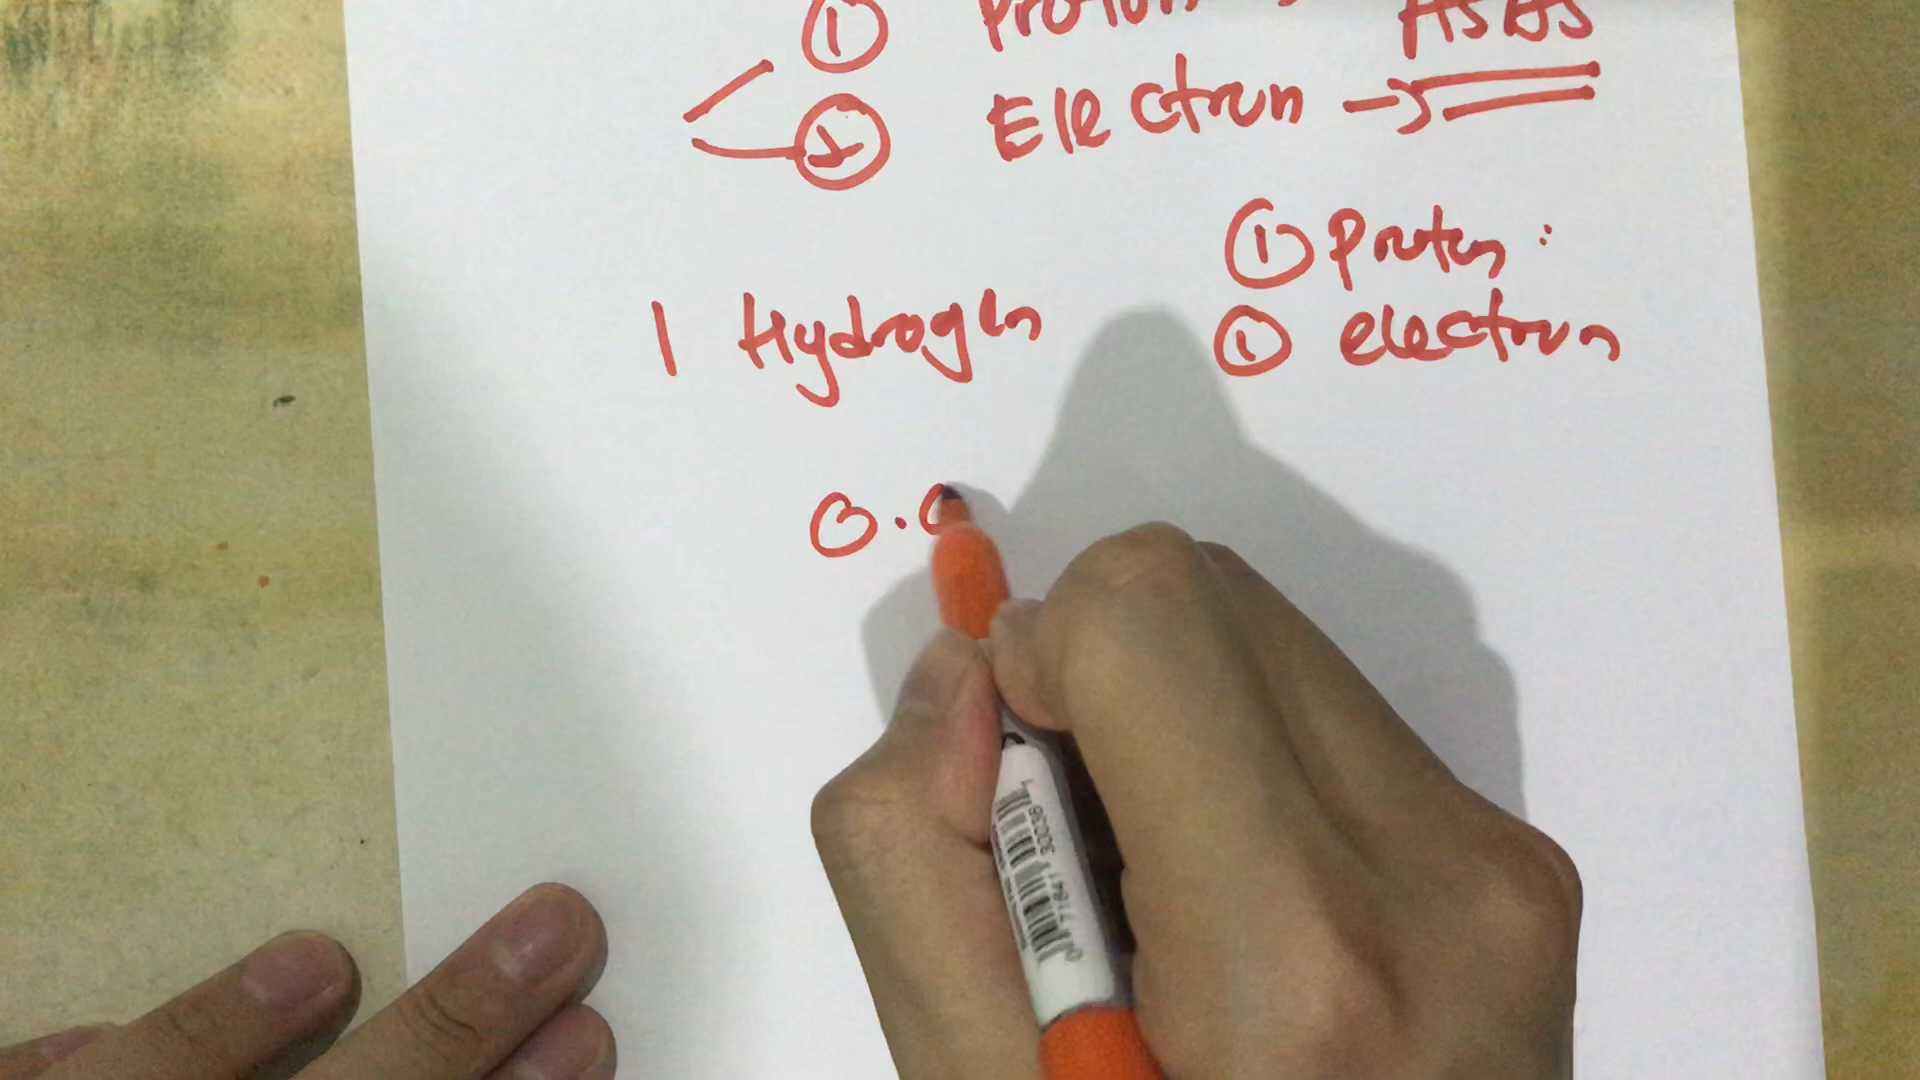 ① Proton
① Electron →
① Proton :
1 Hydrogen
① electron
0.0